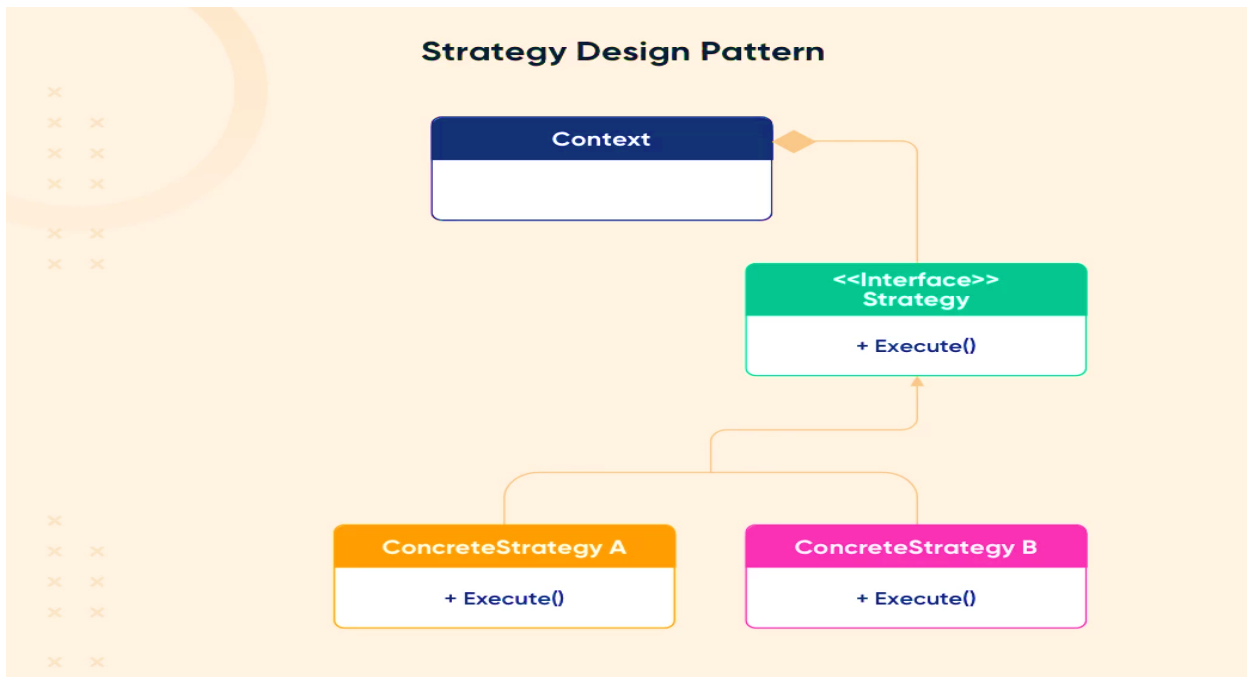 Strategy Design Pattern
Context
<<Interface>>
Strategy
+ Execute()
ConcreteStrategy A
+ Execute()
ConcreteStrategy B
+ Execute()